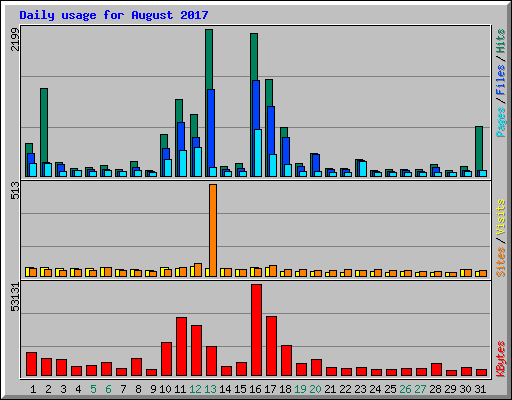 Daily usage for August 2017
2199
Pages / Files / Hits
513
Sites / Visits
53131
KBytes
1 2 3 4 5 6 7 8 9 10 11 12 13 14 15 16 17 18 19 20 21 22 23 24 25 26 27 28 29 30 31